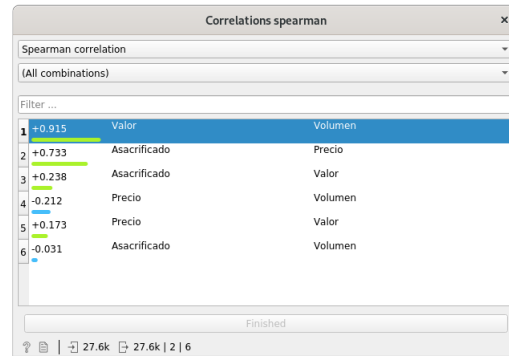 Correlations spearman ×
Spearman correlation
(All combinations)
Filter ...
1 +0.915 Valor Volumen
2 +0.733 Asacrificado Precio
3 +0.238 Asacrificado Valor
4 -0.212 Precio Volumen
5 +0.173 Precio Valor
6 -0.031 Asacrificado Volumen
Finished
? 27.6k 27.6k | 2 | 6